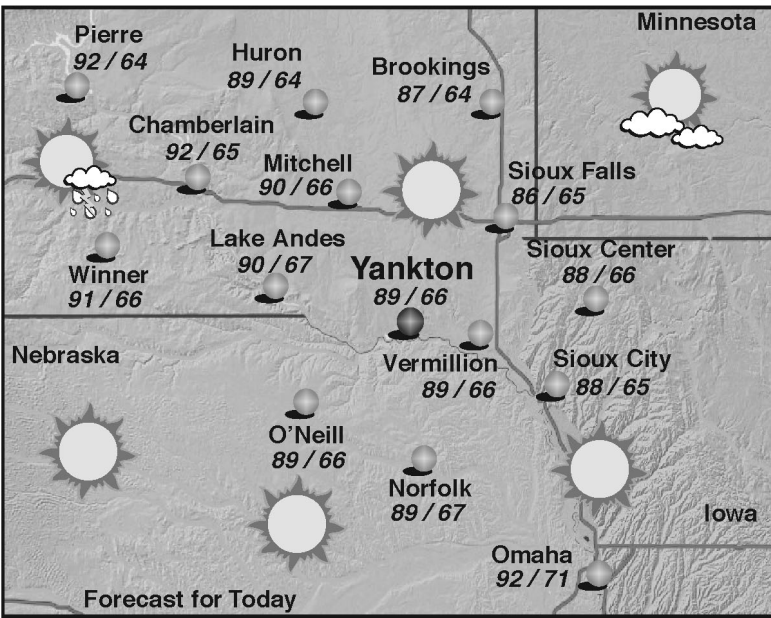 Pierre
92 / 64
Huron
89 / 64
Brookings
87 / 64
Minnesota
Chamberlain
92 / 65
Mitchell
90 / 66
Sioux Falls
86 / 65
Winner
91 / 66
Lake Andes
90 / 67
Yankton
89 / 66
Sioux Center
88 / 66
Nebraska
Vermillion
89 / 66
Sioux City
88 / 65
O'Neill
89 / 66
Norfolk
89 / 67
Iowa
Omaha
92 / 71
Forecast for Today